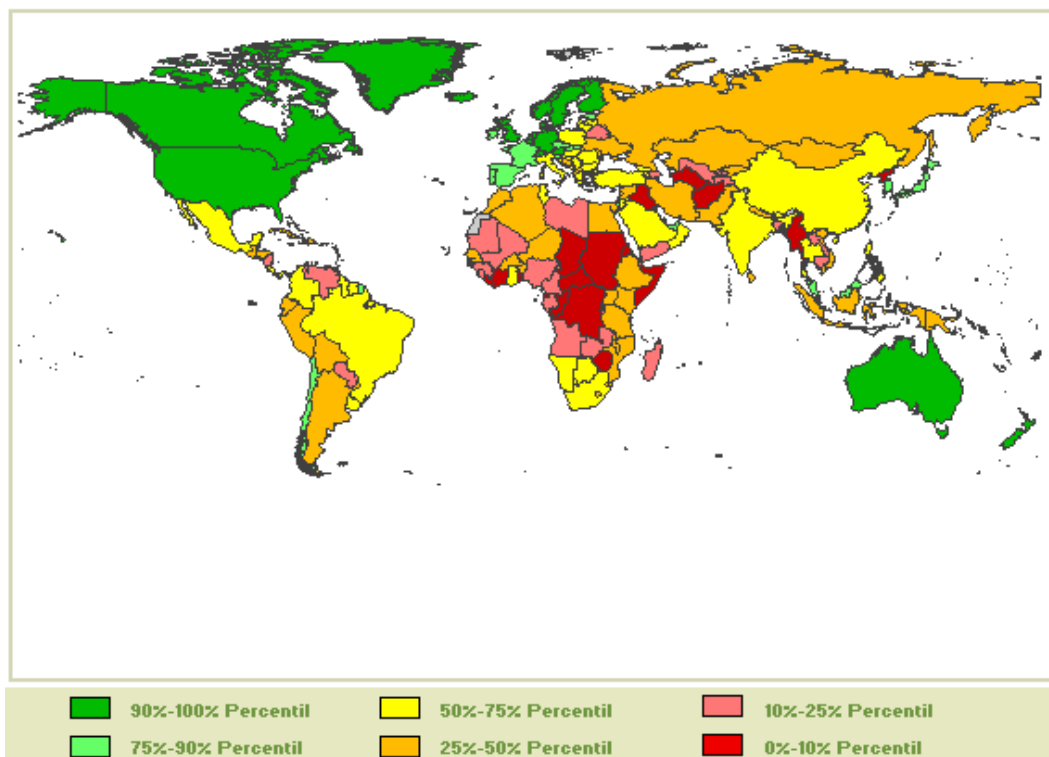 90%-100% Percentil
50%-75% Percentil
10%-25% Percentil
75%-90% Percentil
25%-50% Percentil
0%-10% Percentil